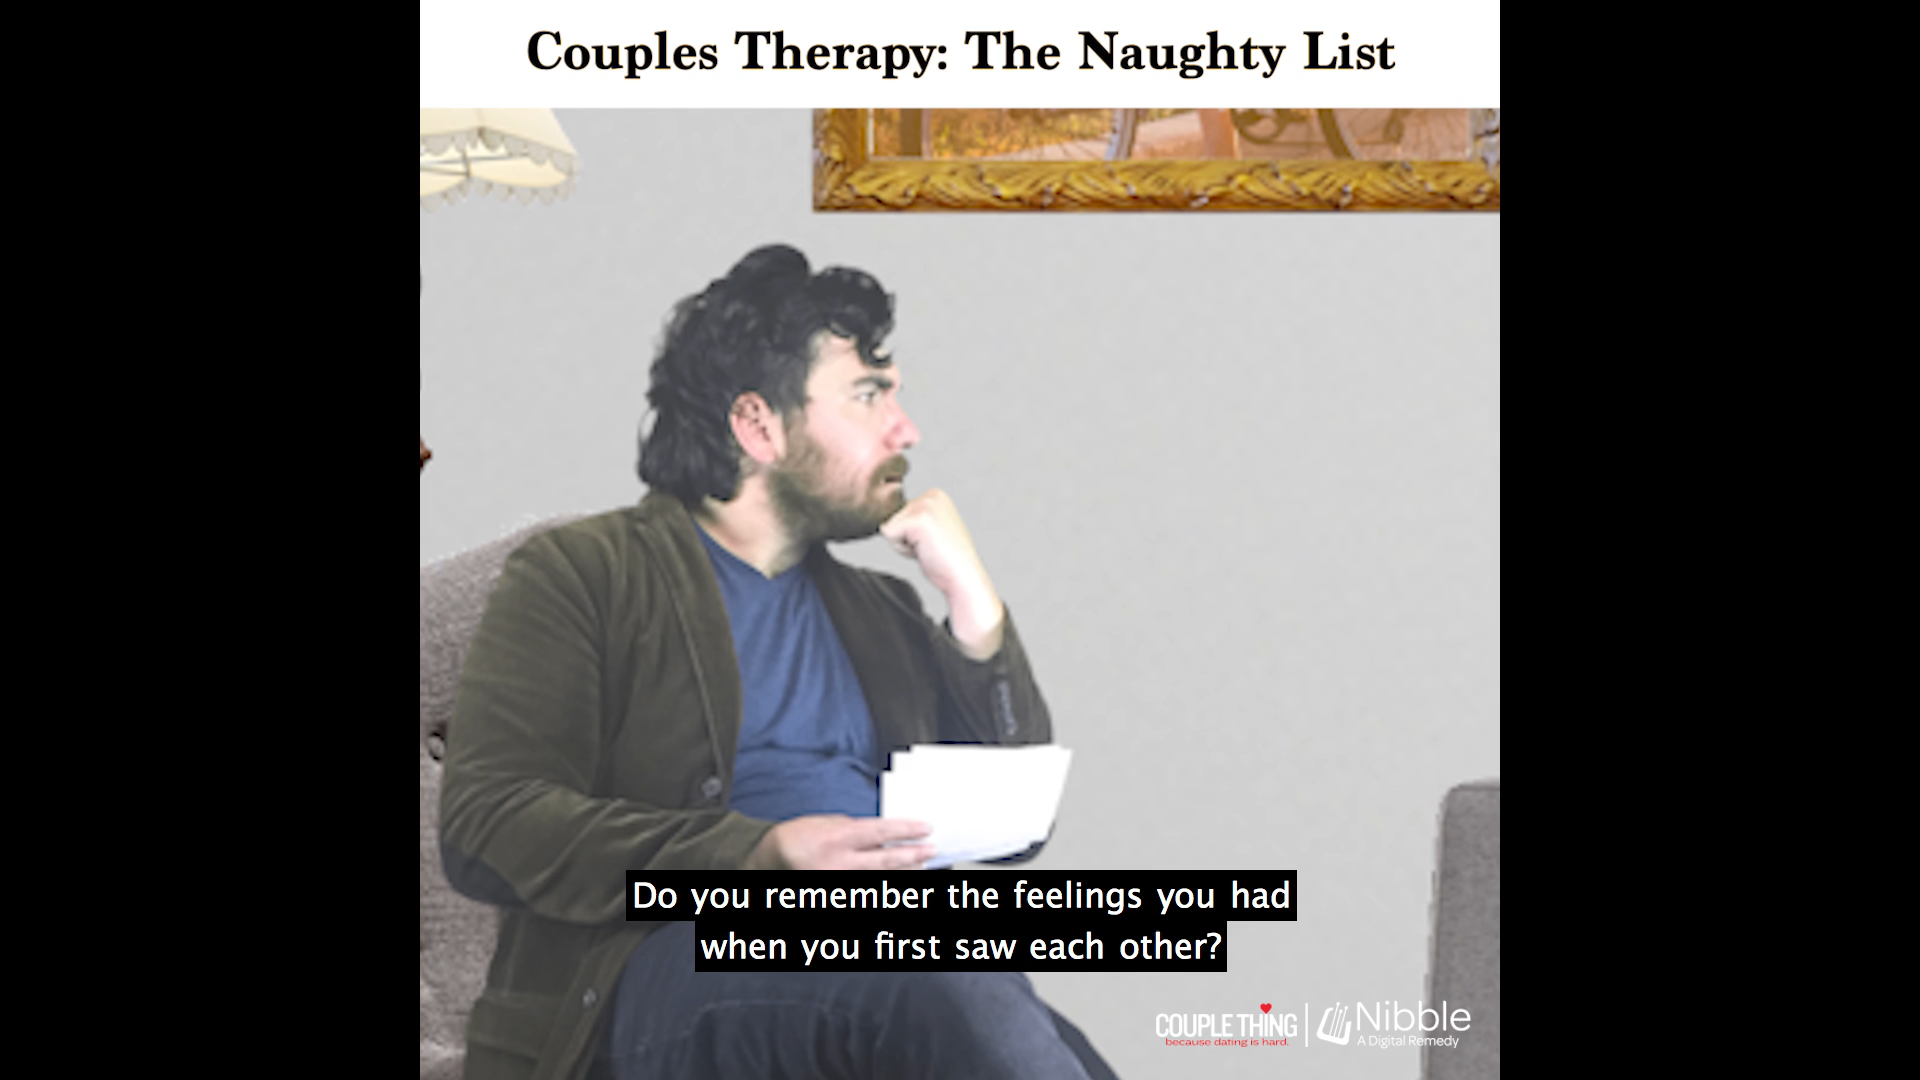 Couples Therapy: The Naughty List
Do you remember the feelings you had
when you first saw each other?
COUPLE THING
because dating is hard.
Nibble
A Digital Remedy